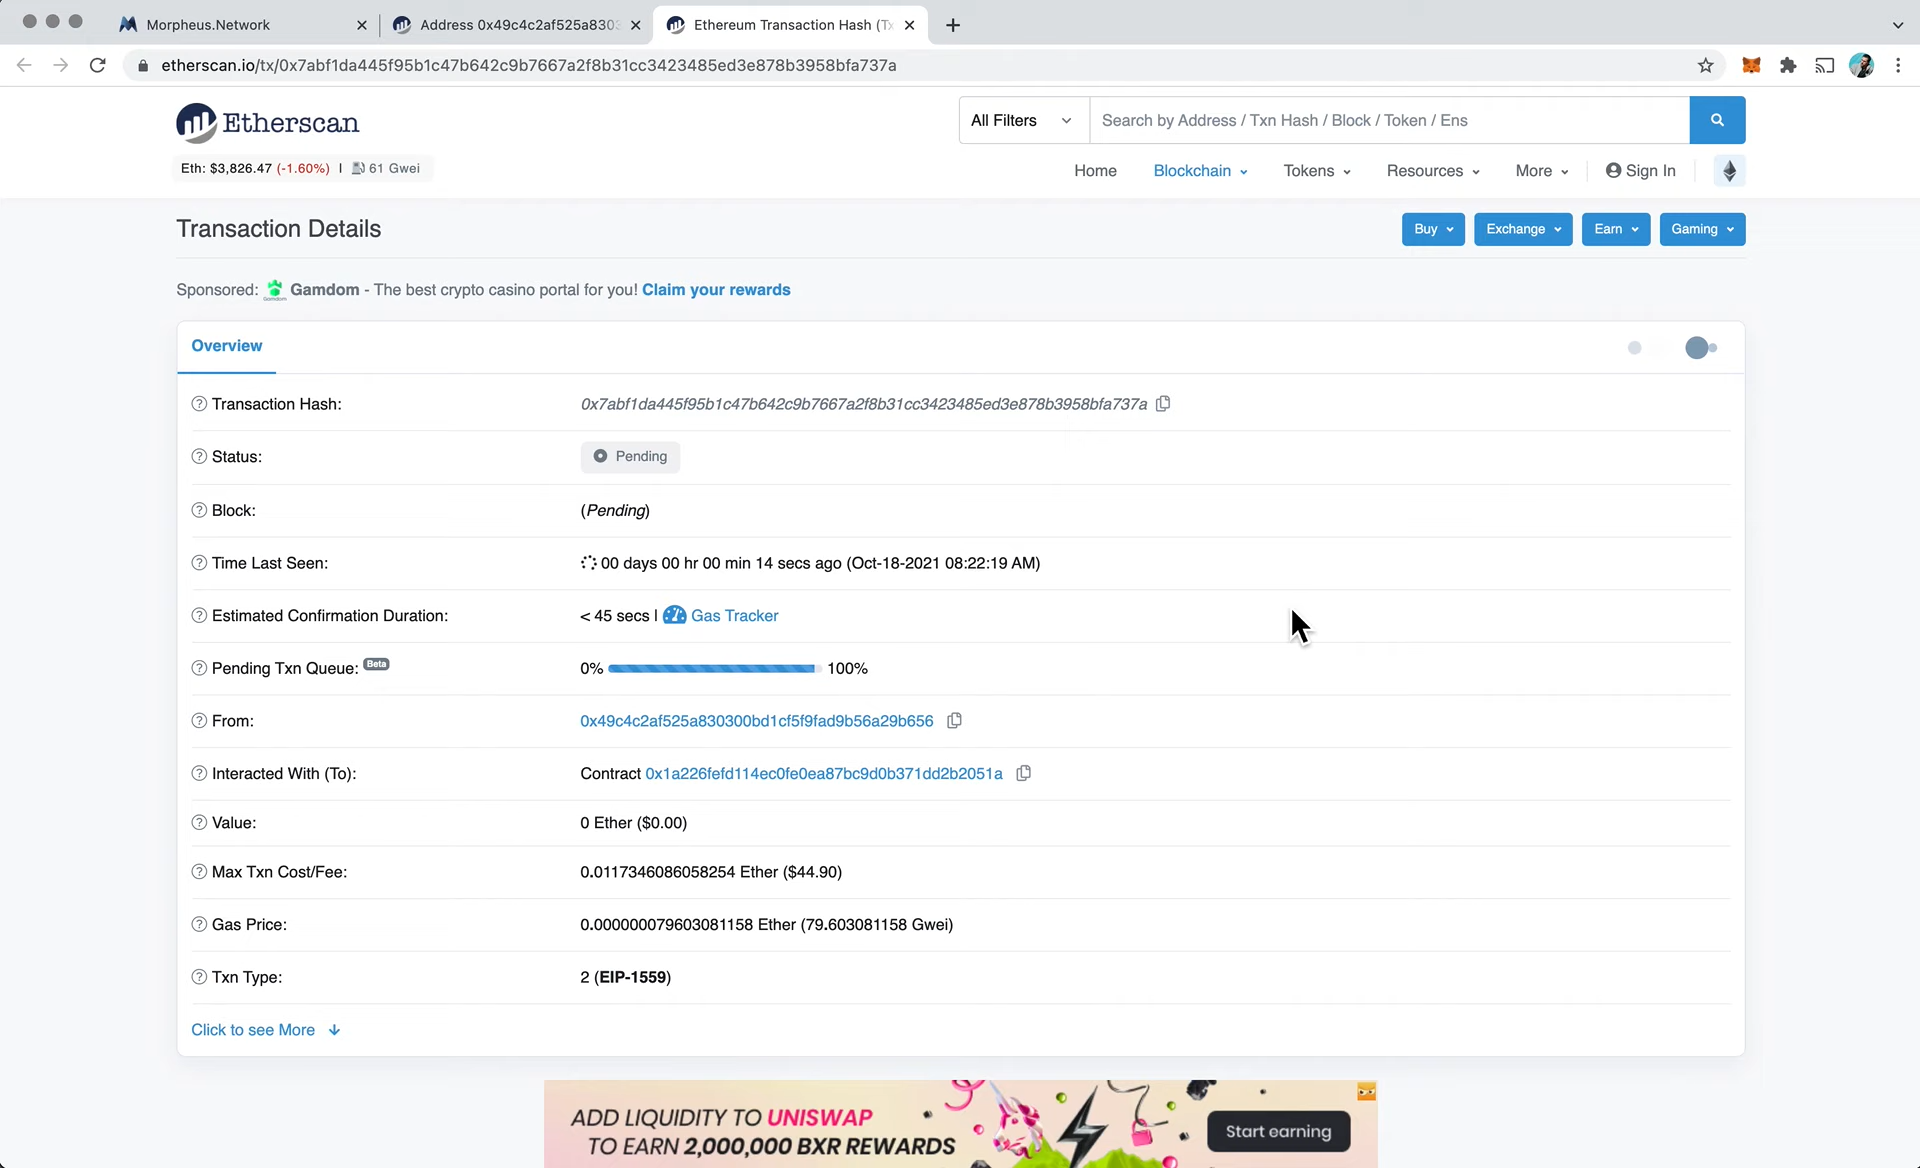 Morpheus.Network
Address 0x49c4c2af525a8303
Ethereum Transaction Hash (Tx
etherscan.io/tx/0x7abf1da445f95b1c47b642c9b7667a2f8b31cc3423485ed3e878b3958bfa737a
Etherscan
All Filters
Search by Address / Txn Hash / Block / Token / Ens
Eth: $3,826.47 (-1.60%) | 61 Gwei
Home Blockchain Tokens Resources More Sign In
Transaction Details
Buy Exchange Earn Gaming
Sponsored: Gamdom - The best crypto casino portal for you! Claim your rewards
Overview
Transaction Hash: 0x7abf1da445f95b1c47b642c9b7667a2f8b31cc3423485ed3e878b3958bfa737a
Status: Pending
Block: (Pending)
Time Last Seen: 00 days 00 hr 00 min 14 secs ago (Oct-18-2021 08:22:19 AM)
Estimated Confirmation Duration: < 45 secs | Gas Tracker
Pending Txn Queue: Beta 0% 100%
From: 0x49c4c2af525a830300bd1cf5f9fad9b56a29b656
Interacted With (To): Contract 0x1a226fefd114ec0fe0ea87bc9d0b371dd2b2051a
Value: 0 Ether ($0.00)
Max Txn Cost/Fee: 0.0117346086058254 Ether ($44.90)
Gas Price: 0.000000079603081158 Ether (79.603081158 Gwei)
Txn Type: 2 (EIP-1559)
Click to see More
ADD LIQUIDITY TO UNISWAP
TO EARN 2,000,000 BXR REWARDS
Start earning